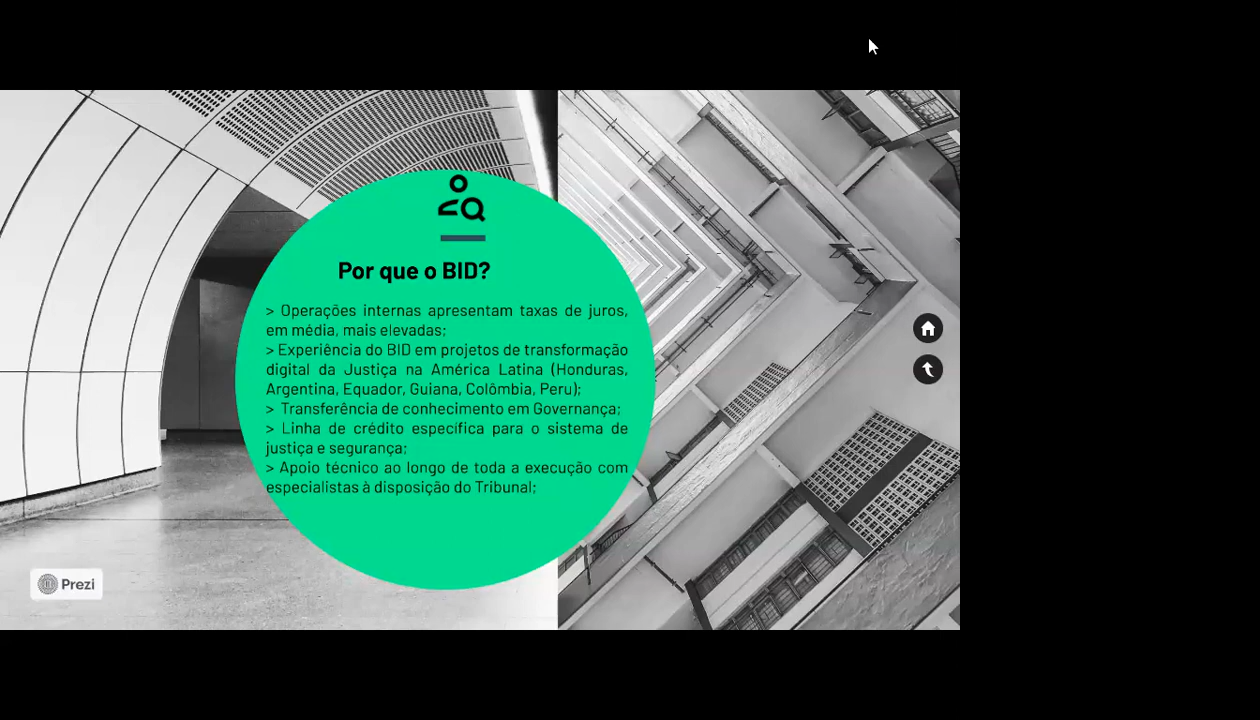 Por que o BID?
> Operações internas apresentam taxas de juros,
em média, mais elevadas;
> Experiência do BID em projetos de transformação
digital da Justiça na América Latina (Honduras,
Argentina, Equador, Guiana, Colômbia, Peru);
> Transferência de conhecimento em Governança;
> Linha de crédito específica para o sistema de
justiça e segurança;
> Apoio técnico ao longo de toda a execução com
especialistas à disposição do Tribunal;
Prezi